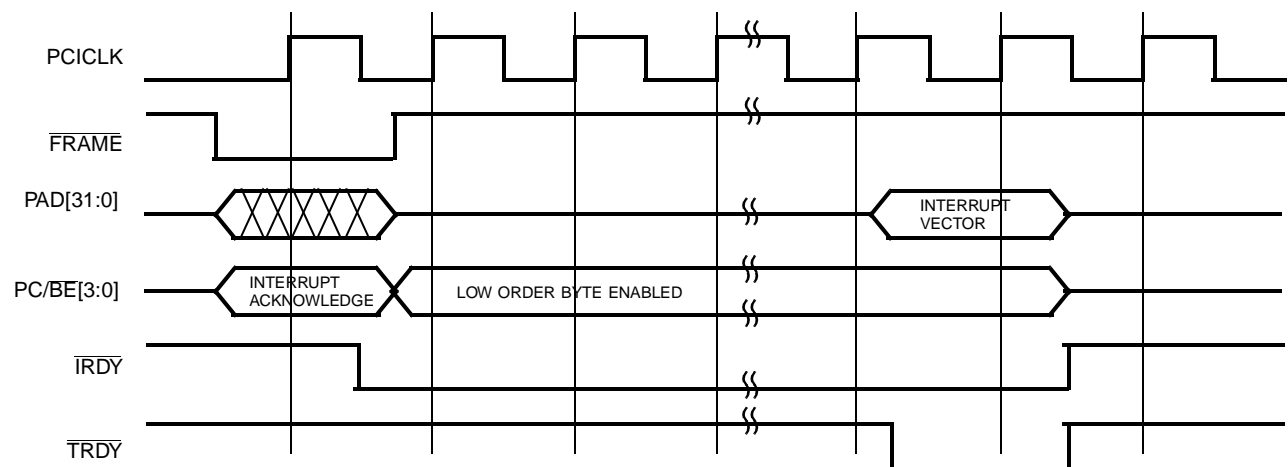 PCICLK
FRAME
PAD[31:0]
INTERRUPT
VECTOR
PC/BE[3:0]
INTERRUPT
ACKNOWLEDGE
LOW ORDER BYTE ENABLED
IRDY
TRDY